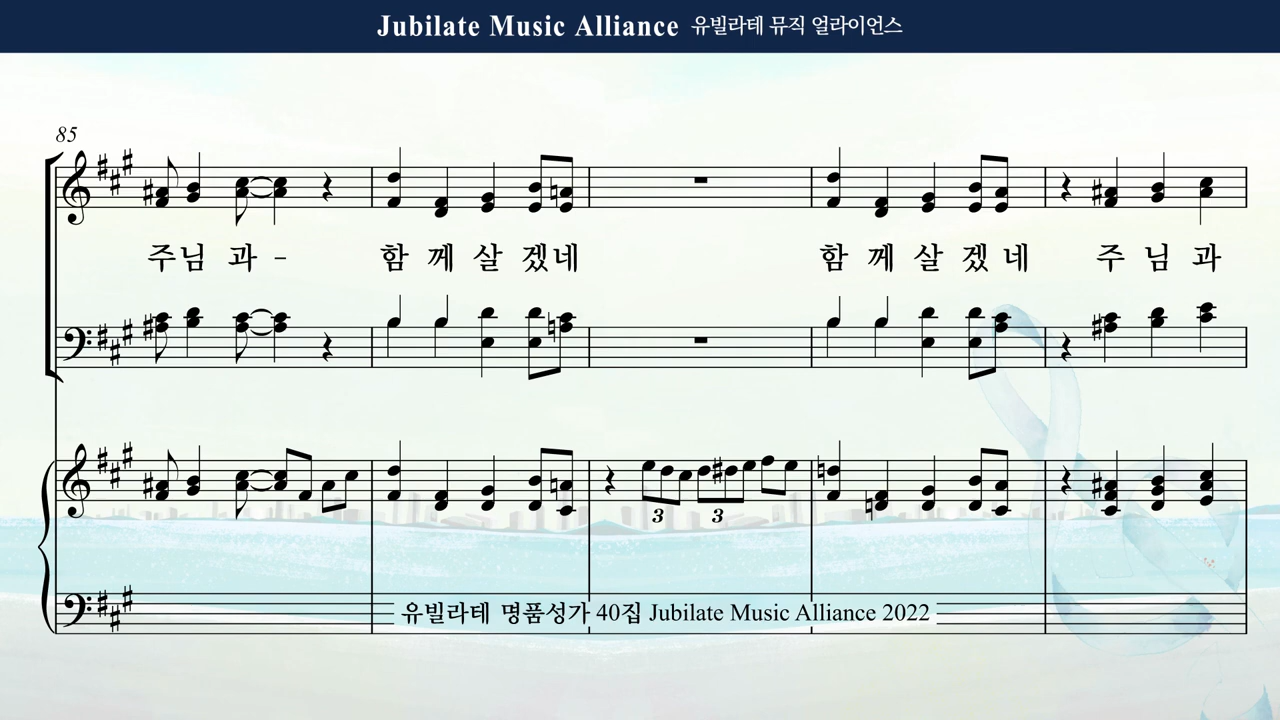 Jubilate Music Alliance 유빌라테 뮤직 얼라이언스
85
주님 과 - 함 께 살 겠네 함 께 살 겠 네 주 님 과
3 3
유빌라테 명품성가 40집 Jubilate Music Alliance 2022